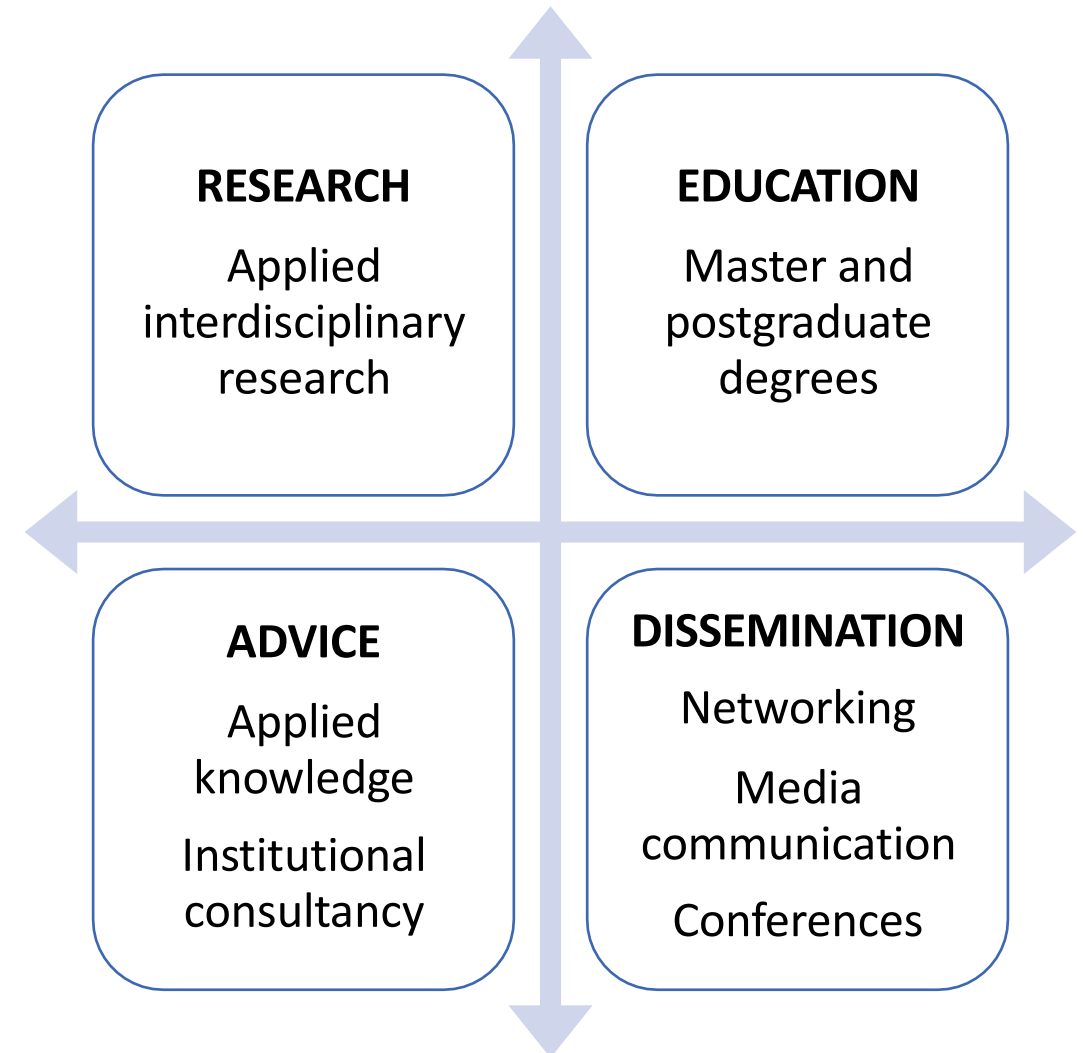 RESEARCH
Applied
interdisciplinary
research
EDUCATION
Master and
postgraduate
degrees
ADVICE
Applied
knowledge
Institutional
consultancy
DISSEMINATION
Networking
Media
communication
Conferences